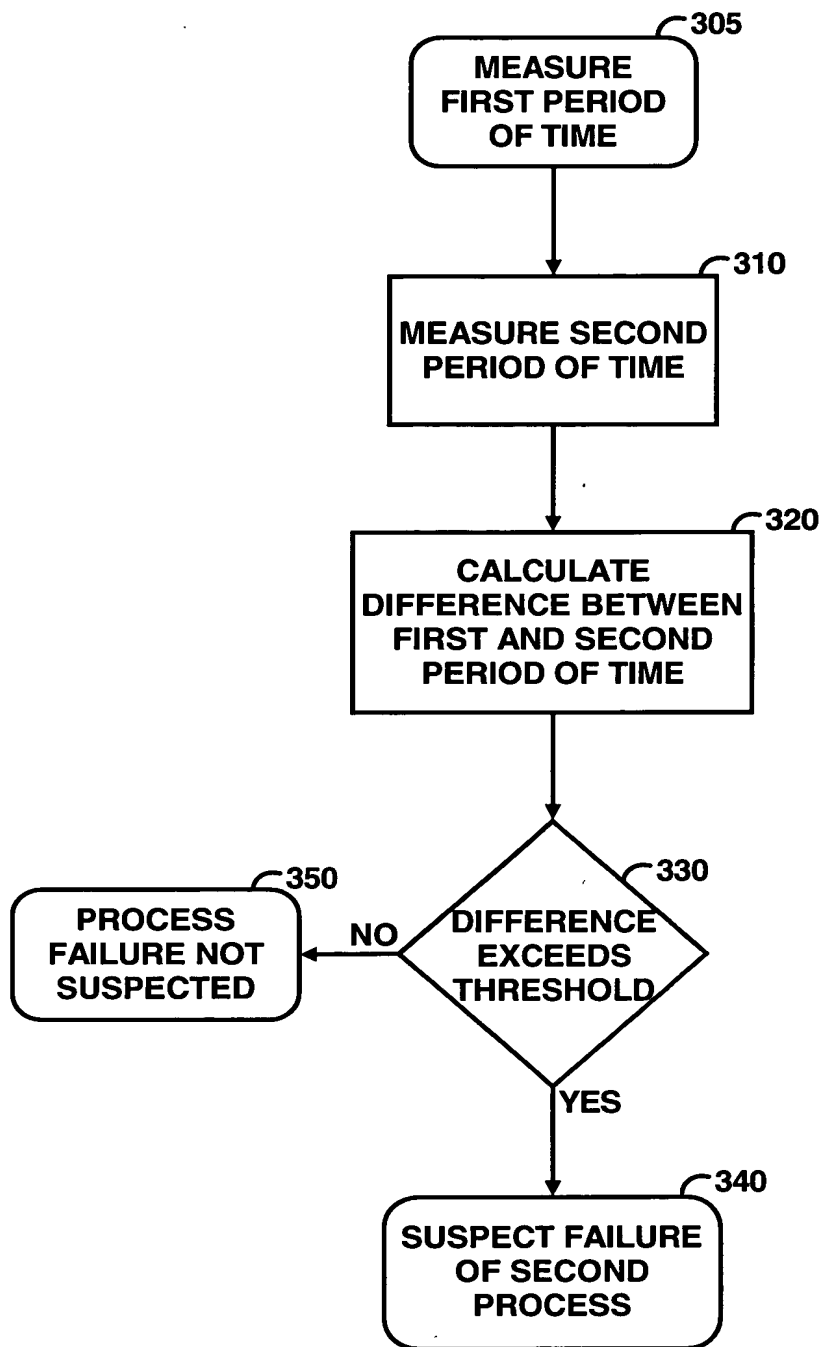 305
MEASURE
FIRST PERIOD
OF TIME
310
MEASURE SECOND
PERIOD OF TIME
320
CALCULATE
DIFFERENCE BETWEEN
FIRST AND SECOND
PERIOD OF TIME
330
DIFFERENCE
EXCEEDS
THRESHOLD
NO
350
PROCESS
FAILURE NOT
SUSPECTED
YES
340
SUSPECT FAILURE
OF SECOND
PROCESS